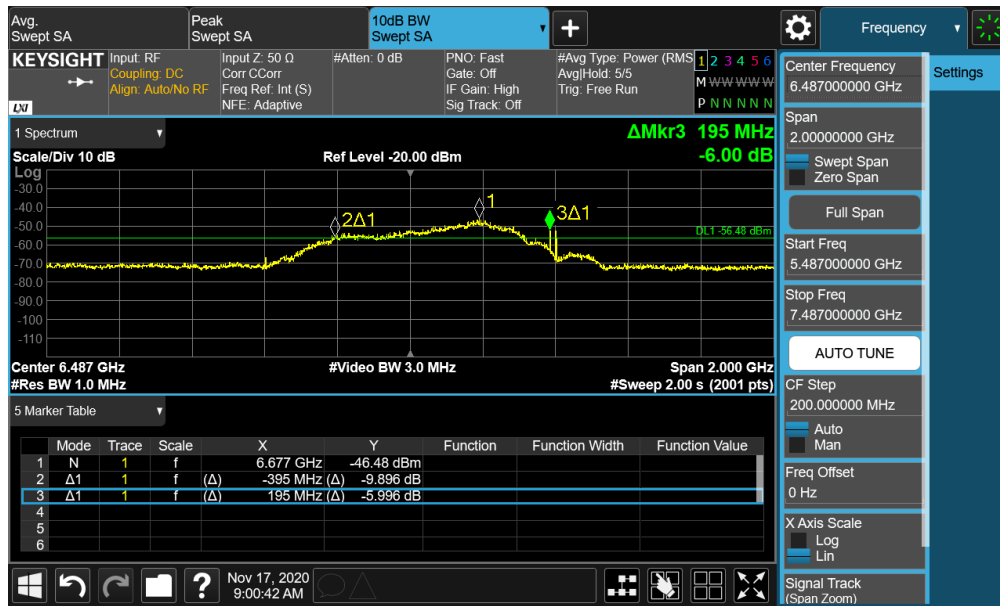 Avg.
Swept SA
Peak
Swept SA
10dB BW
Swept SA
Frequency
KEYSIGHT
LXI
Input: RF
Coupling: DC
Align: Auto/No RF
Input Z: 50 Ω
Corr CCorr
Freq Ref: Int (S)
NFE: Adaptive
#Atten: 0 dB
PNO: Fast
Gate: Off
IF Gain: High
Sig Track: Off
#Avg Type: Power (RMS
Avg|Hold: 5/5
Trig: Free Run
1 2 3 4 5 6
M W W W W W
P N N N N N
1 Spectrum
ΔMkr3 195 MHz
-6.00 dB
Scale/Div 10 dB
Ref Level -20.00 dBm
Log
-30.0
-40.0
-50.0
-60.0
-70.0
-80.0
-90.0
-100
-110
2Δ1
1
3Δ1
DL1 -56.48 dBm
Center 6.487 GHz
#Video BW 3.0 MHz
Span 2.000 GHz
#Res BW 1.0 MHz
#Sweep 2.00 s (2001 pts)
5 Marker Table
Mode Trace Scale X Y Function Function Width Function Value
1 N 1 f 6.677 GHz -46.48 dBm
2 Δ1 1 f (Δ) -395 MHz (Δ) -9.896 dB
3 Δ1 1 f (Δ) 195 MHz (Δ) -5.996 dB
4
5
6
?
Nov 17, 2020
9:00:42 AM
Center Frequency
6.487000000 GHz
Span
2.00000000 GHz
Swept Span
Zero Span
Full Span
Start Freq
5.487000000 GHz
Stop Freq
7.487000000 GHz
AUTO TUNE
CF Step
200.000000 MHz
Auto
Man
Freq Offset
0 Hz
X Axis Scale
Log
Lin
Signal Track
(Span Zoom)
Settings